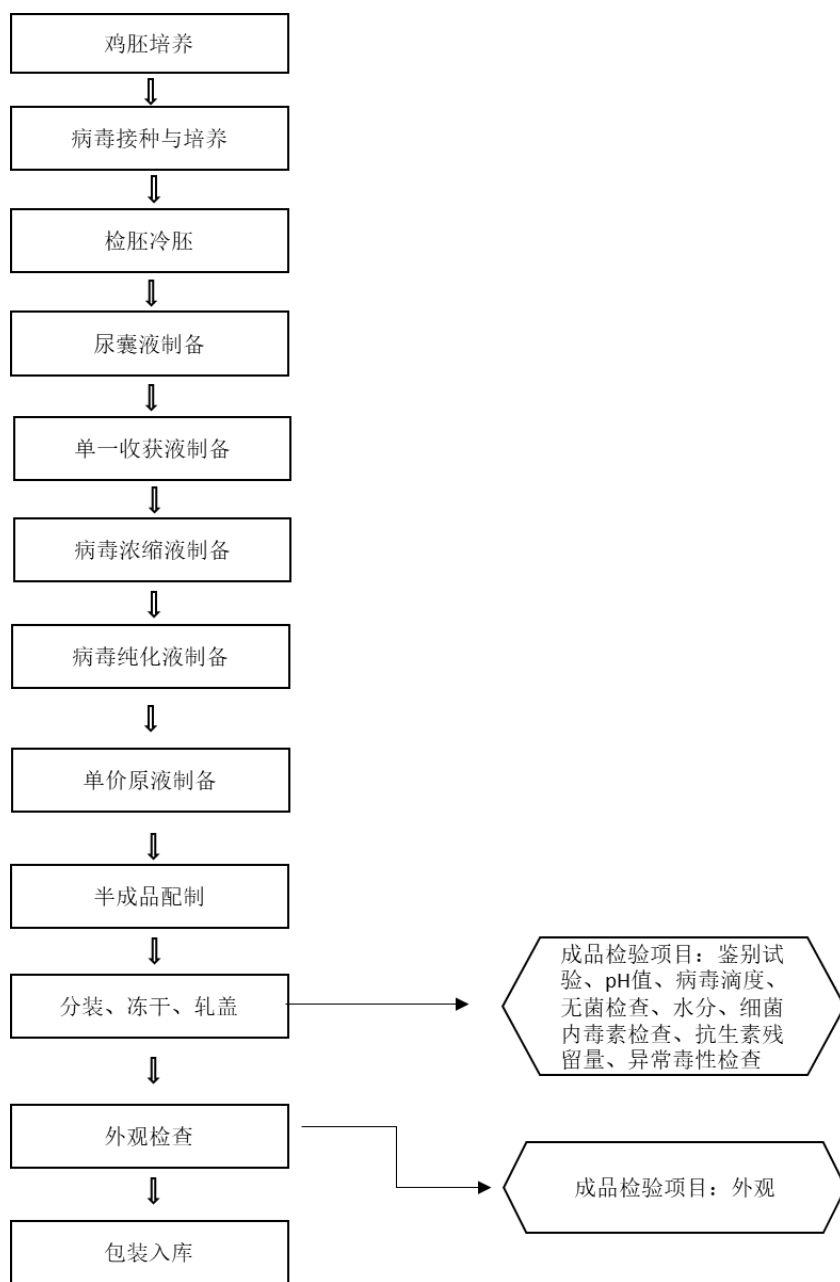 鸡胚培养
病毒接种与培养
检胚冷胚
尿囊液制备
单一收获液制备
病毒浓缩液制备
病毒纯化液制备
单价原液制备
半成品配制
分装、冻干、轧盖
成品检验项目：鉴别试
验、pH值、病毒滴度、
无菌检查、水分、细菌
内毒素检查、抗生素残
留量、异常毒性检查
外观检查
成品检验项目：外观
包装入库